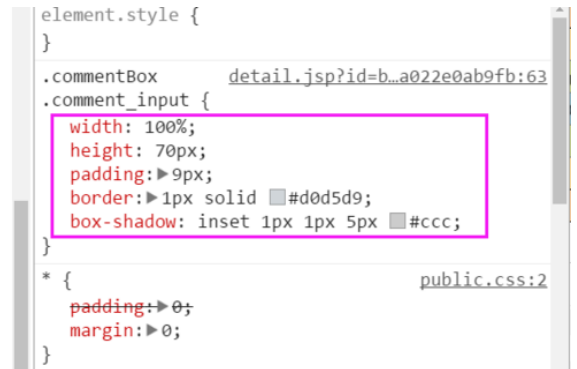 element.style {
}
.commentBox detail.jsp?id=b…a022e0ab9fb:63
.comment_input {
width: 100%;
height: 70px;
padding:▶9px;
border:▶1px solid #d0d5d9;
box-shadow: inset 1px 1px 5px #ccc;
}
* { public.css:2
padding:▶0;
margin:▶0;
}